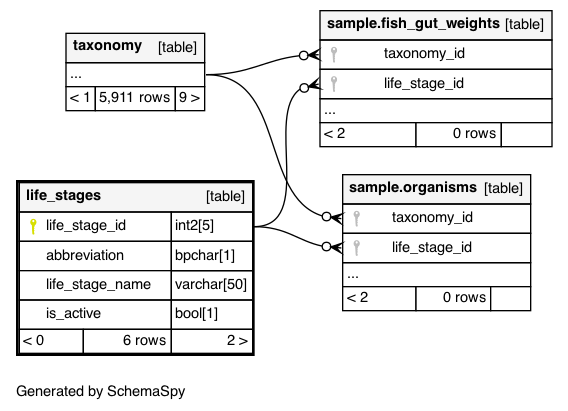 taxonomy [table]
...
< 1 5,911 rows 9 >
sample.fish_gut_weights [table]
taxonomy_id
life_stage_id
...
< 2 0 rows
life_stages [table]
life_stage_id int2[5]
abbreviation bpchar[1]
life_stage_name varchar[50]
is_active bool[1]
< 0 6 rows 2 >
sample.organisms [table]
taxonomy_id
life_stage_id
...
< 2 0 rows
Generated by SchemaSpy